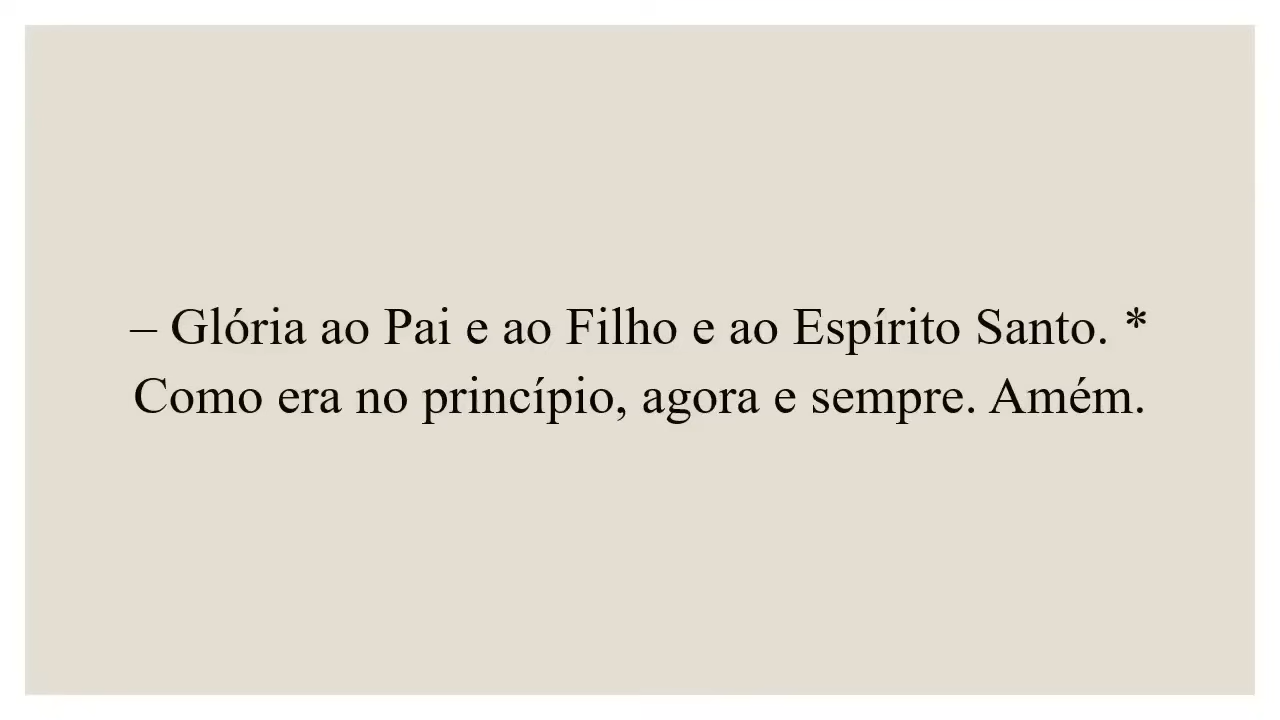 – Glória ao Pai e ao Filho e ao Espírito Santo. *
Como era no princípio, agora e sempre. Amém.